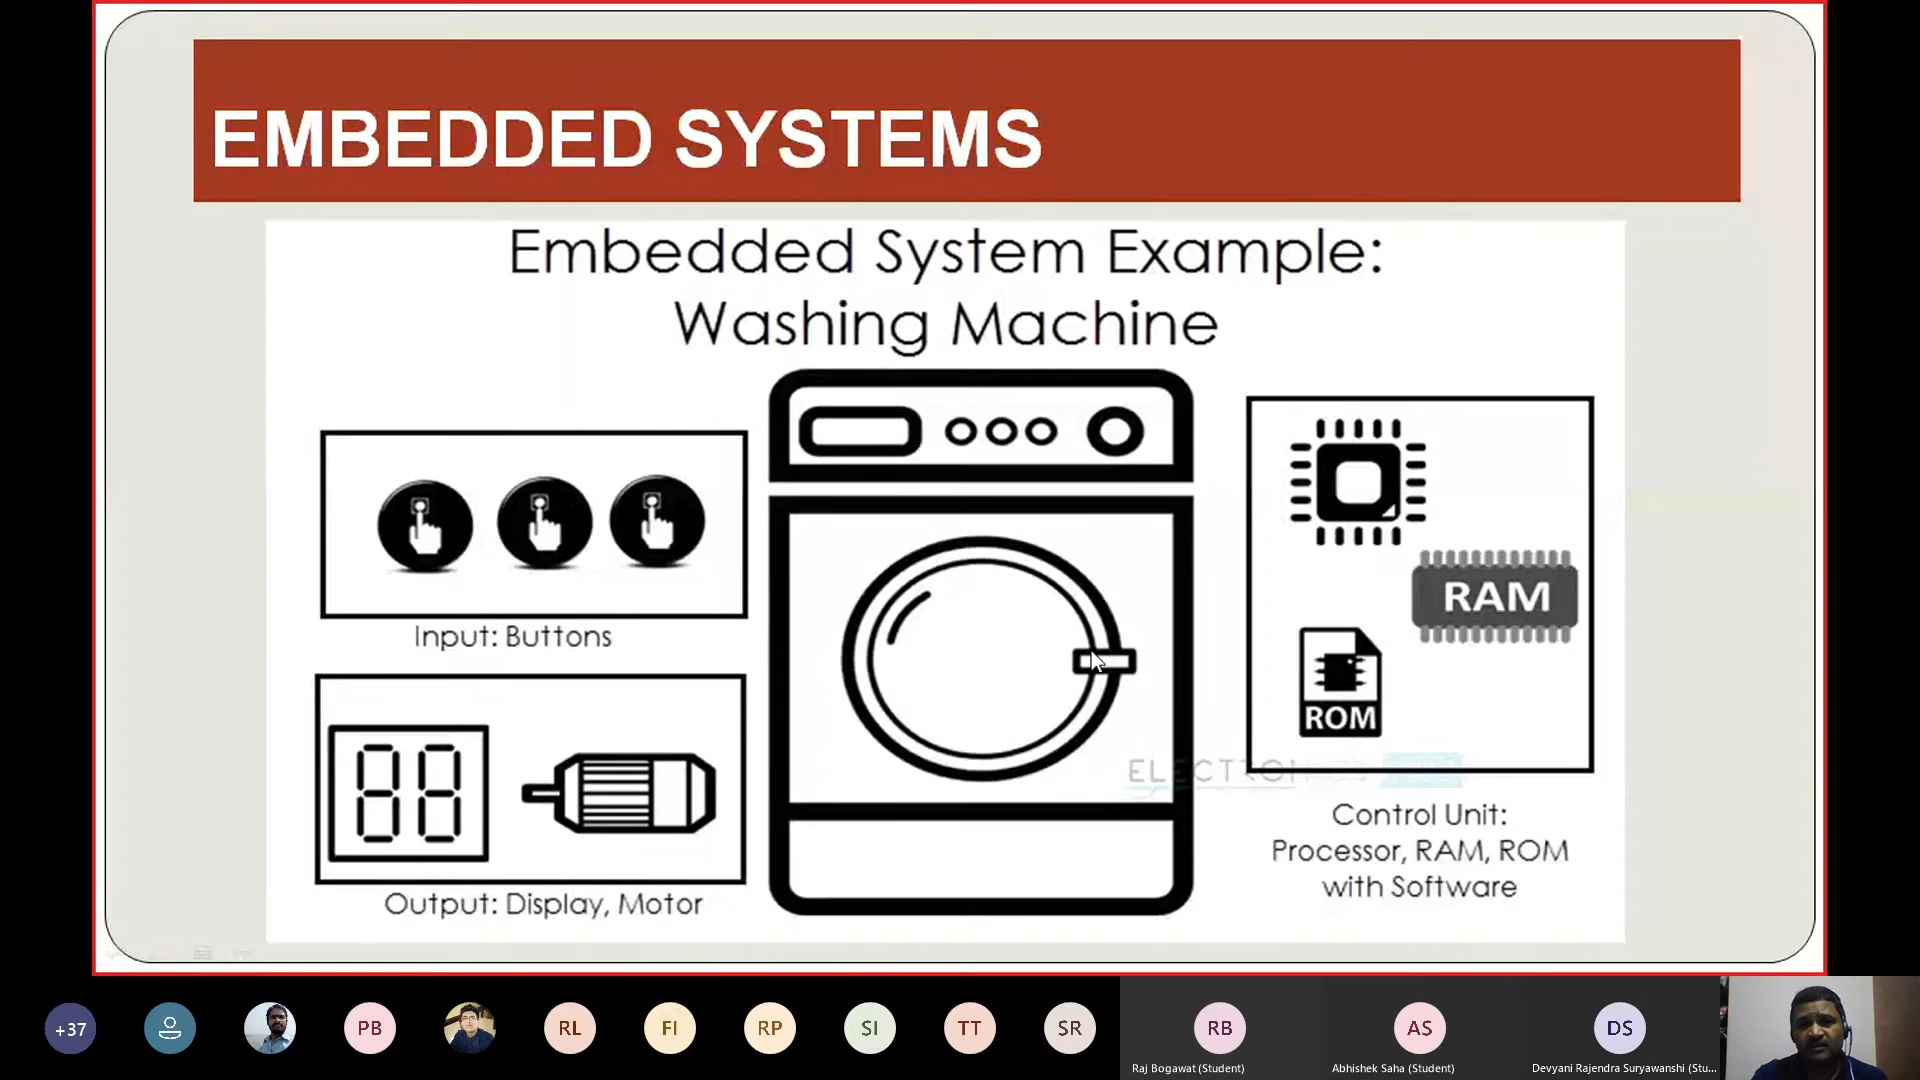 EMBEDDED SYSTEMS
Embedded System Example:
Washing Machine
Input: Buttons
RAM
ROM
Output: Display, Motor
Control Unit:
Processor, RAM, ROM
with Software
+37
PB
RL
FI
RP
SI
TT
SR
RB
AS
DS
Raj Bogawat (Student)
Abhishek Saha (Student)
Devyani Rajendra Suryawanshi (Stu...